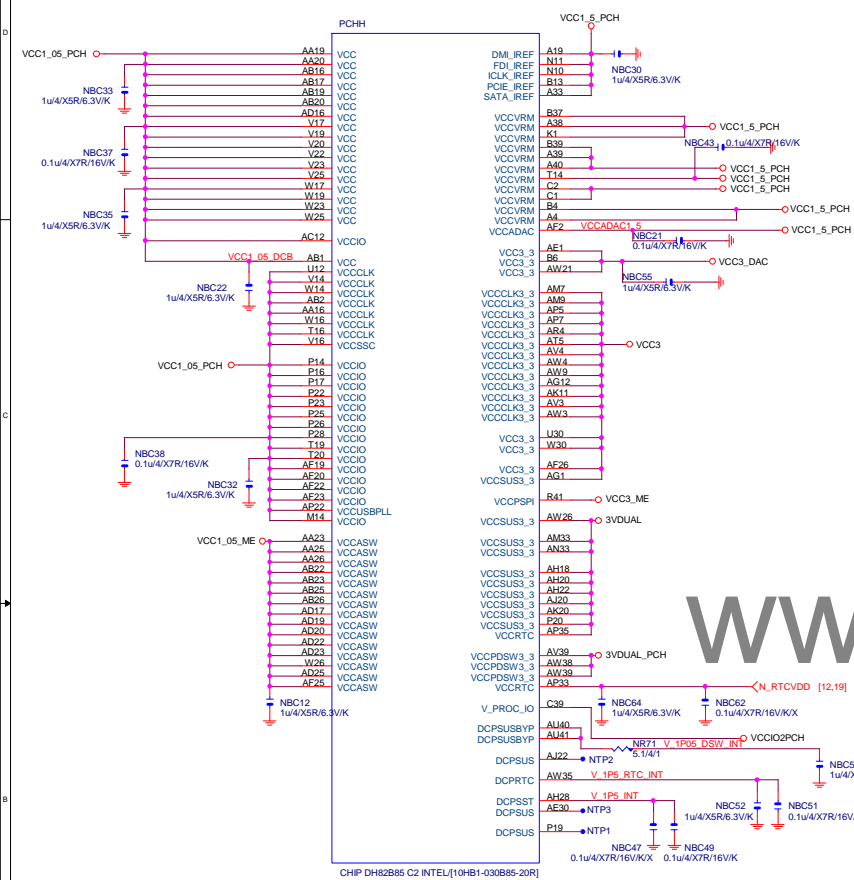 VCC1_5_PCH
D
PCHH
VCC1_05_PCH
AA19 VCC
AA20 VCC
AB16 VCC
AB17 VCC
AB19 VCC
AB20 VCC
AD16 VCC
V17 VCC
V19 VCC
V20 VCC
V22 VCC
V23 VCC
V25 VCC
W17 VCC
W19 VCC
W23 VCC
W25 VCC
AC12 VCCIO
VCC1_05_DCB AB1 VCC
U12 VCCCLK
V14 VCCCLK
W14 VCCCLK
AB2 VCCCLK
AA16 VCCCLK
W16 VCCCLK
T16 VCCCLK
V16 VCCSSC
NBC33
1u/4/X5R/6.3V/K
NBC37
0.1u/4/X7R/16V/K
NBC35
1u/4/X5R/6.3V/K
NBC22
1u/4/X5R/6.3V/K
VCC1_05_PCH
P14 VCCIO
P16 VCCIO
P17 VCCIO
P22 VCCIO
P23 VCCIO
P25 VCCIO
P26 VCCIO
P28 VCCIO
T19 VCCIO
T20 VCCIO
AF19 VCCIO
AF20 VCCIO
AF22 VCCIO
AF23 VCCIO
AP22 VCCUSBPLL
M14 VCCIO
C
NBC38
0.1u/4/X7R/16V/K
NBC32
1u/4/X5R/6.3V/K
VCC1_05_ME
AA23 VCCASW
AA25 VCCASW
AA26 VCCASW
AB22 VCCASW
AB23 VCCASW
AB25 VCCASW
AB26 VCCASW
AD17 VCCASW
AD19 VCCASW
AD20 VCCASW
AD22 VCCASW
AD23 VCCASW
W26 VCCASW
AD25 VCCASW
AF25 VCCASW
NBC12
1u/4/X5R/6.3V/K
B
DMI_IREF A19
FDI_IREF N11
ICLK_IREF N10
PCIE_IREF B13
SATA_IREF A33
NBC30
1u/4/X5R/6.3V/K
VCCVRM B37
VCCVRM A38
VCCVRM K1
VCCVRM B39
VCCVRM A39
VCCVRM A40
VCCVRM T14
VCCVRM C2
VCCVRM C1
VCCVRM B4
VCCVRM A4
VCCADAC AF2 VCCADAC1_5
VCC1_5_PCH
NBC43 0.1u/4/X7R/16V/K
VCC1_5_PCH
VCC1_5_PCH
VCC1_5_PCH
VCC1_5_PCH
VCC1_5_PCH
NBC21
0.1u/4/X7R/16V/K
VCC3_3 AE1
VCC3_3 B6
VCC3_3 AW21
VCC3_DAC
NBC55
1u/4/X5R/6.3V/K
VCCCLK3_3 AM7
VCCCLK3_3 AM9
VCCCLK3_3 AP5
VCCCLK3_3 AP7
VCCCLK3_3 AR4
VCCCLK3_3 AT5
VCCCLK3_3 AV4
VCCCLK3_3 AW4
VCCCLK3_3 AW9
VCCCLK3_3 AG12
VCCCLK3_3 AK11
VCCCLK3_3 AV3
VCCCLK3_3 AW3
VCC3
VCC3_3 U30
VCC3_3 W30
VCC3_3 AF26
VCCSUS3_3 AG1
VCCPSPI R41 VCC3_ME
VCCSUS3_3 AW26 3VDUAL
VCCSUS3_3 AM33
VCCSUS3_3 AN33
VCCSUS3_3 AH18
VCCSUS3_3 AH20
VCCSUS3_3 AH22
VCCSUS3_3 AJ20
VCCSUS3_3 AK20
VCCSUS3_3 P20
VCCRTC AP35
WW
VCCPDSW3_3 AV39 3VDUAL_PCH
VCCPDSW3_3 AW38
VCCPDSW3_3 AW39
VCCRTC AP33 N_RTCVDD [12,19]
NBC64
1u/4/X5R/6.3V/K
NBC62
0.1u/4/X7R/16V/K/X
V_PROC_IO C39
VCCIO2PCH
DCPSUSBYP AU40
DCPSUSBYP AU41
NR71 V_1P05_DSW_INT
5.1/4/1
DCPSUS AJ22 NTP2
DCPRTC AW35 V_1P5_RTC_INT
DCPSST AH28 V_1P5_INT
DCPSUS AE30 NTP3
DCPSUS P19 NTP1
NBC52
1u/4/X5R/6.3V/K
NBC51
0.1u/4/X7R/16V/
NBC5
1u/4/X
NBC47
0.1u/4/X7R/16V/K/X
NBC49
0.1u/4/X7R/16V/K
CHIP DH82B85 C2 INTEL/[10HB1-030B85-20R]